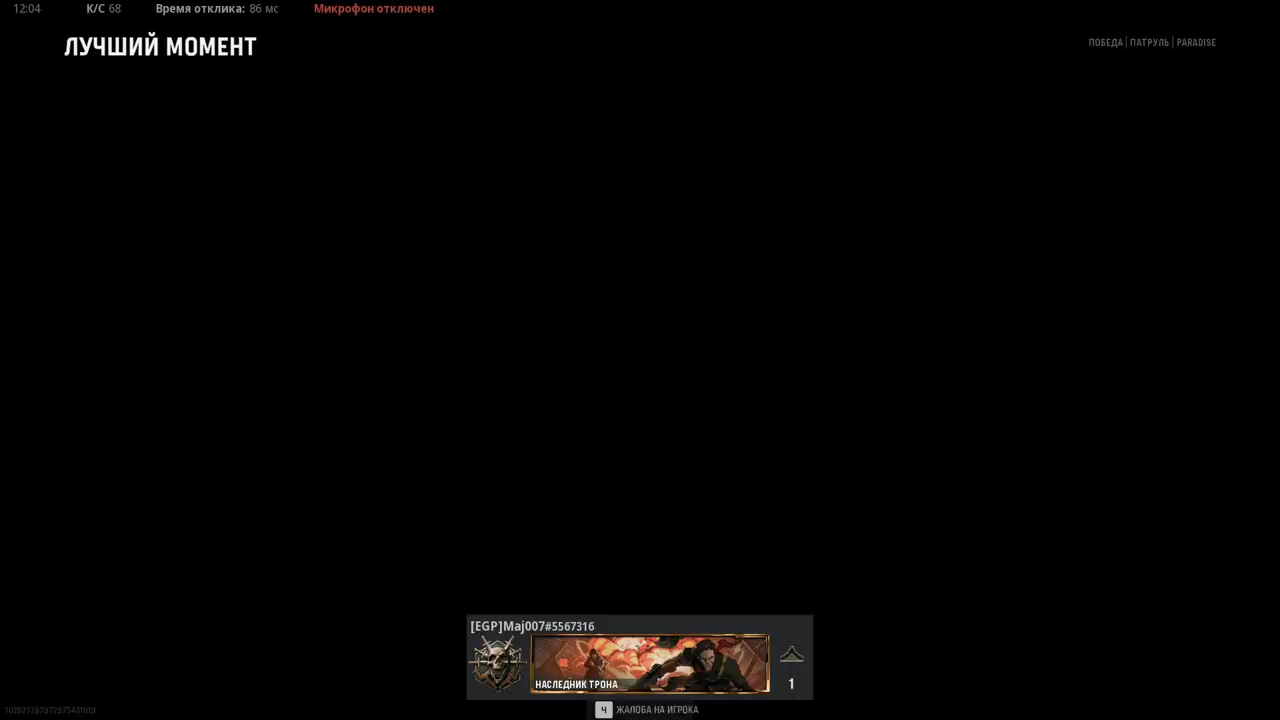 12:04 К/С 68 Время отклика: 86 мс Микрофон отключен
ЛУЧШИЙ МОМЕНТ
ПОБЕДА | ПАТРУЛЬ | PARADISE
[EGP]Maj007#5567316
НАСЛЕДНИК ТРОНА
1
Ч ЖАЛОБА НА ИГРОКА